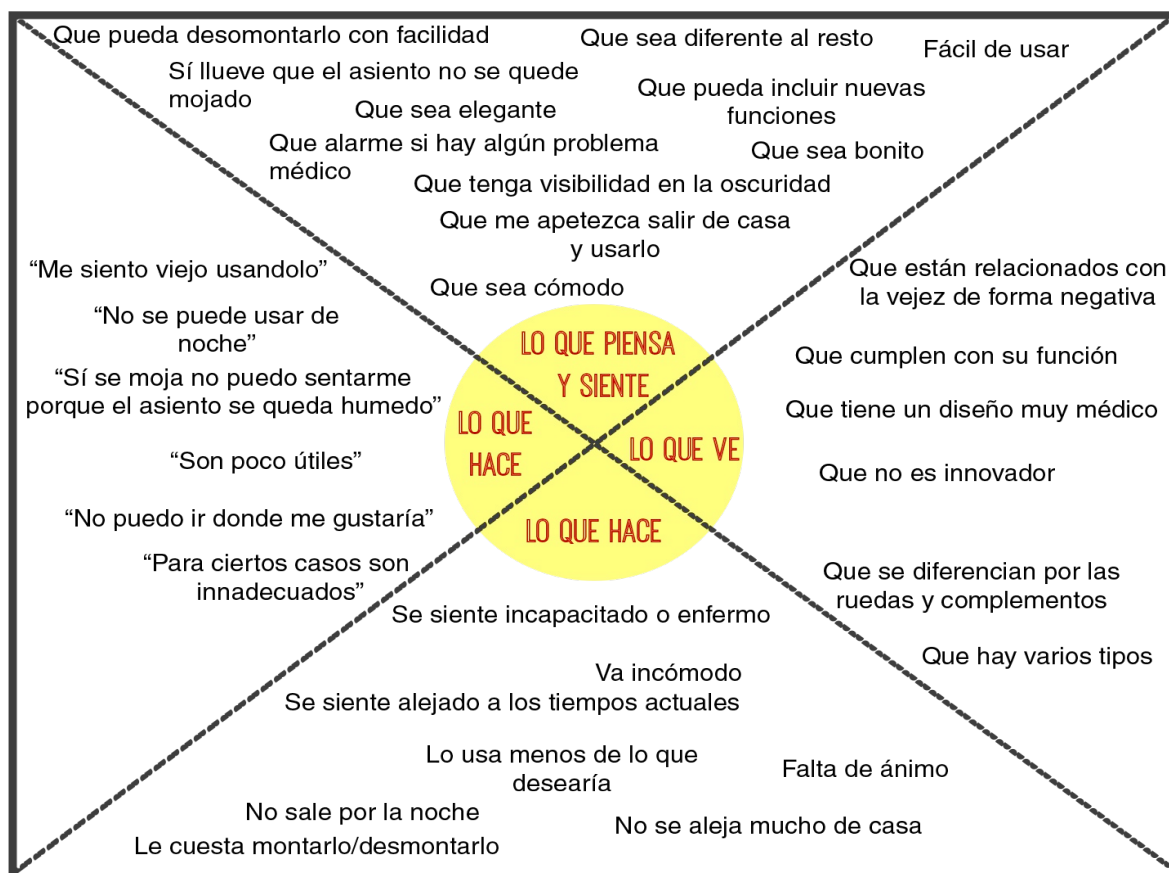 Que pueda desomontarlo con facilidad
Que sea diferente al resto
Fácil de usar
Sí llueve que el asiento no se quede
mojado
Que pueda incluir nuevas
funciones
Que sea elegante
Que alarme si hay algún problema
médico
Que sea bonito
Que tenga visibilidad en la oscuridad
Que me apetezca salir de casa
y usarlo
Que sea cómodo
“Me siento viejo usandolo”
“No se puede usar de
noche”
“Sí se moja no puedo sentarme
porque el asiento se queda humedo”
“Son poco útiles”
“No puedo ir donde me gustaría”
“Para ciertos casos son
innadecuados”
LO QUE PIENSA
Y SIENTE
LO QUE
HACE
LO QUE VE
LO QUE HACE
Que están relacionados con
la vejez de forma negativa
Que cumplen con su función
Que tiene un diseño muy médico
Que no es innovador
Que se diferencian por las
ruedas y complementos
Que hay varios tipos
Se siente incapacitado o enfermo
Va incómodo
Se siente alejado a los tiempos actuales
Lo usa menos de lo que
desearía
Falta de ánimo
No sale por la noche
No se aleja mucho de casa
Le cuesta montarlo/desmontarlo